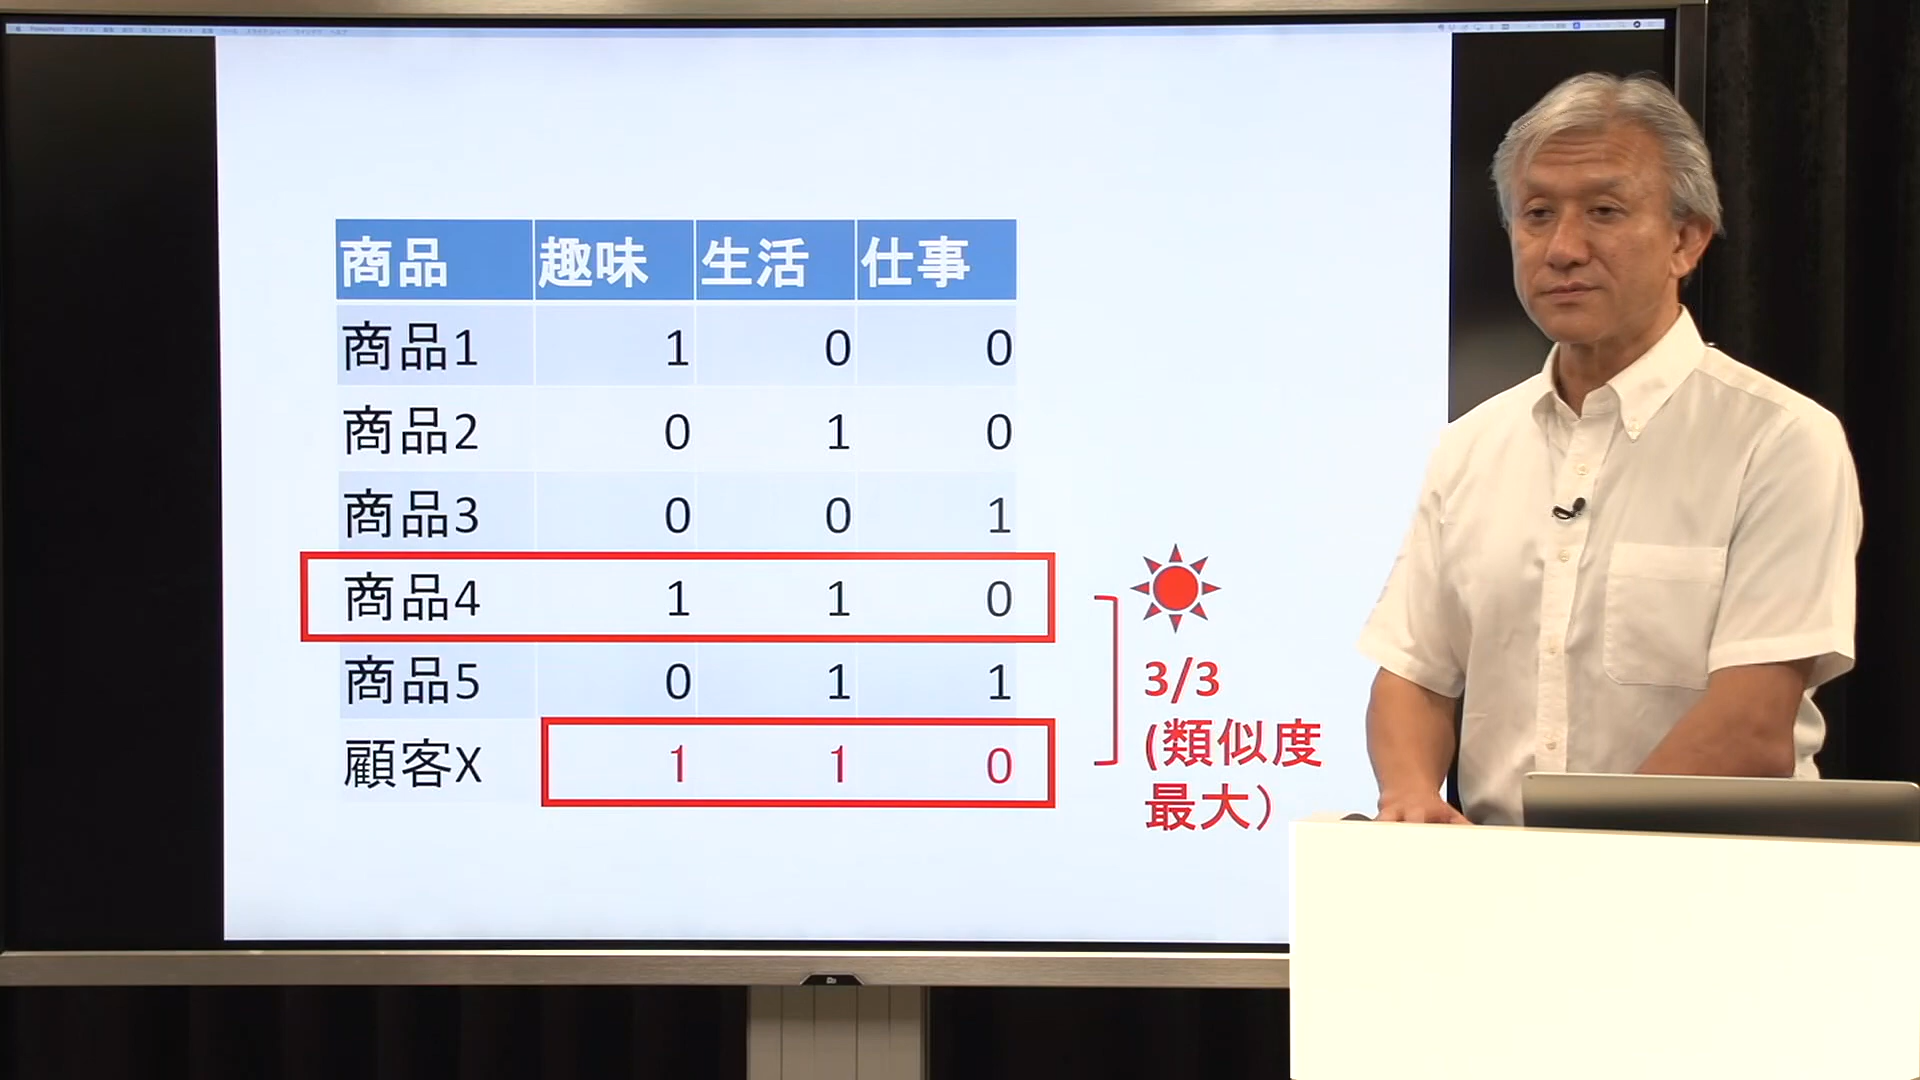 商品 趣味 生活 仕事
商品1 1 0 0
商品2 0 1 0
商品3 0 0 1
商品4 1 1 0
商品5 0 1 1
顧客X 1 1 0
3/3
(類似度
最大）